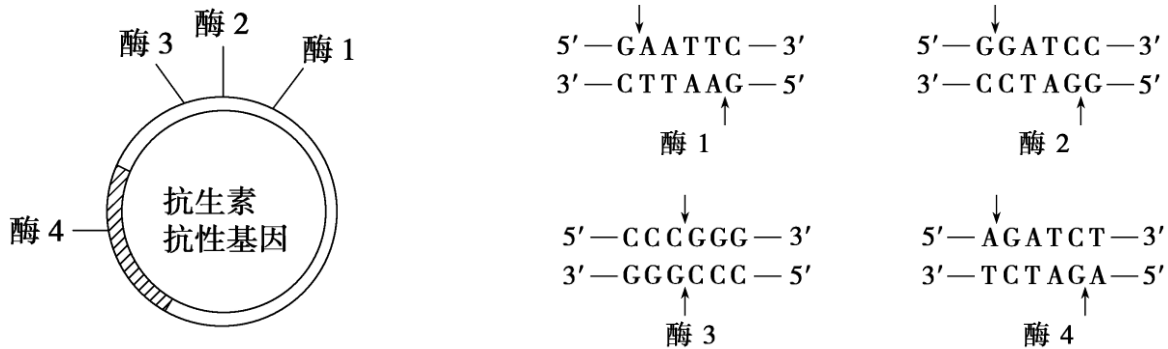 酶 3
酶 2
酶 1
酶 4
抗生素
抗性基因
5′—GAATTC—3′
3′—CTTAAG—5′
酶 1
5′—GGATCC—3′
3′—CCTAGG—5′
酶 2
5′—CCCGGG—3′
3′—GGGCCC—5′
酶 3
5′—AGATCT—3′
3′—TCTAGA—5′
酶 4